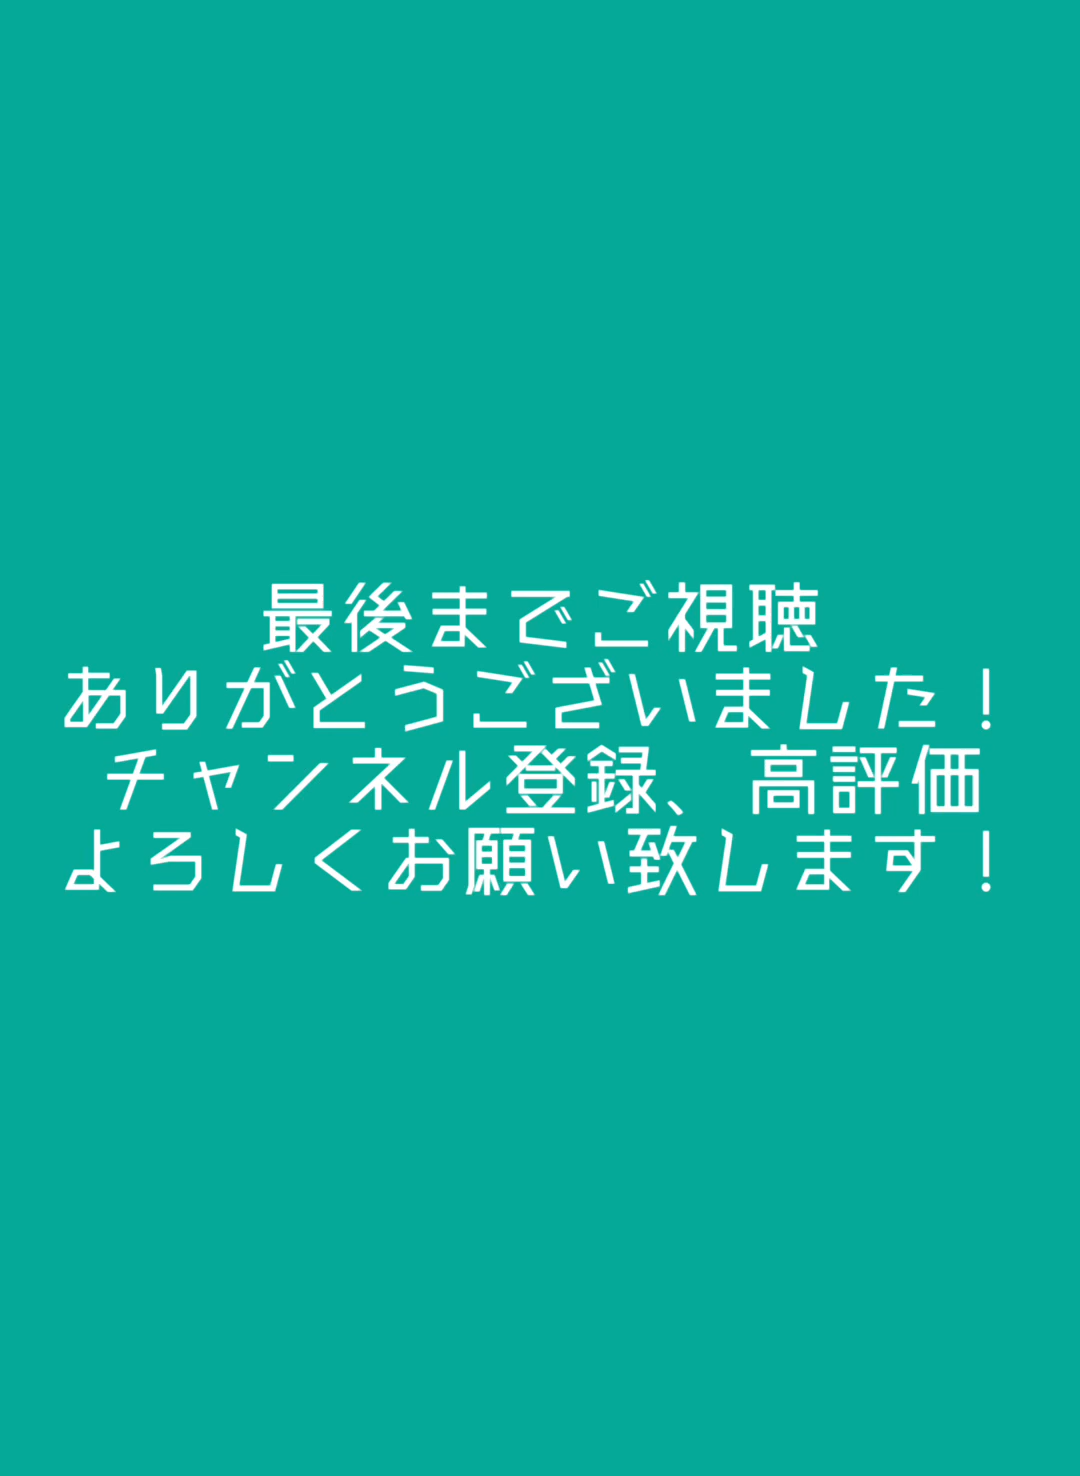 最後までご視聴
ありがとうございました！
チャンネル登録、高評価
よろしくお願い致します！